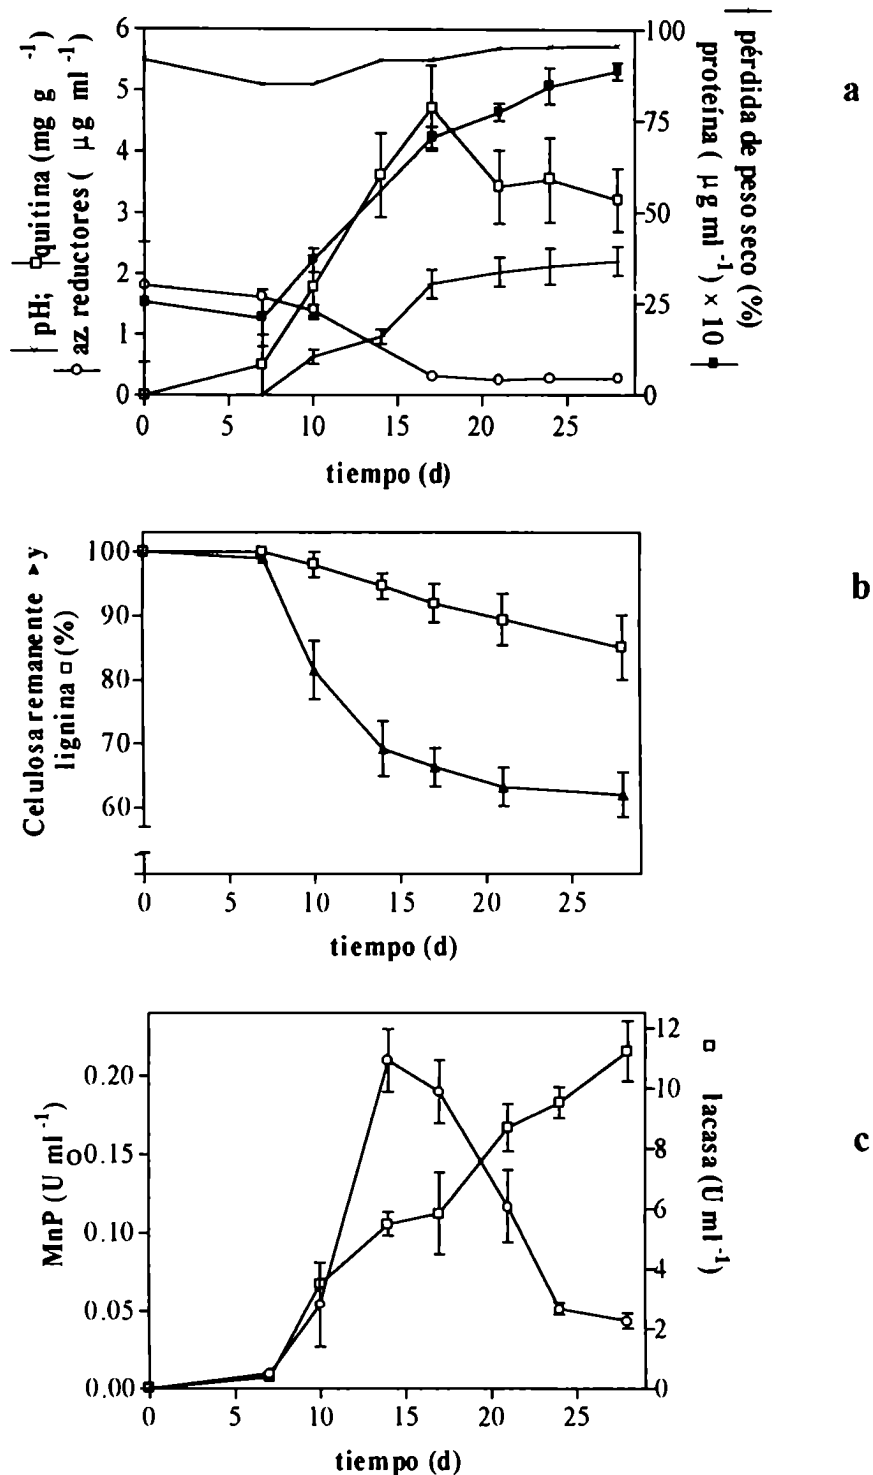 pH; quitina (mg g -1)
az reductores ( µg ml -1)
6
5
4
3
2
1
0
100
75
50
25
0
proteína ( µg ml -1) × 10
pérdida de peso seco (%)
0 5 10 15 20 25
tiempo (d)
a
Celulosa remanente y
lignina (%)
100
90
80
70
60
0 5 10 15 20 25
tiempo (d)
b
MnP (U ml -1)
0.20
0.15
0.10
0.05
0.00
12
10
8
6
4
2
0
lacasa (U ml -1)
0 5 10 15 20 25
tiempo (d)
c